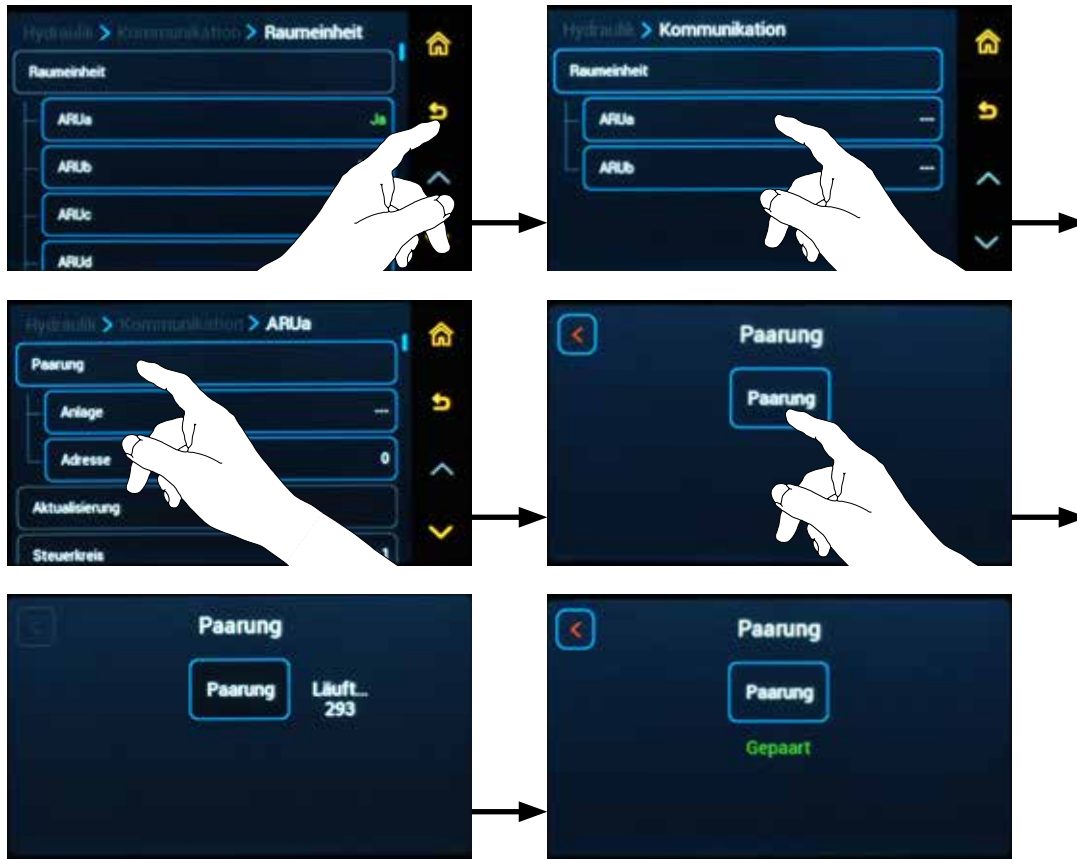 Hydraulik > Kommunikation > Raumeinheit
Raumeinheit
ARUa Ja
ARUb
ARUc
ARUd
Hydraulik > Kommunikation
Raumeinheit
ARUa ---
ARUb ---
Hydraulik > Kommunikation > ARUa
Paarung
Anlage ---
Adresse 0
Aktualisierung
Steuerkreis 1
Paarung
Paarung
Paarung
Paarung Läuft...
293
Paarung
Paarung
Gepaart